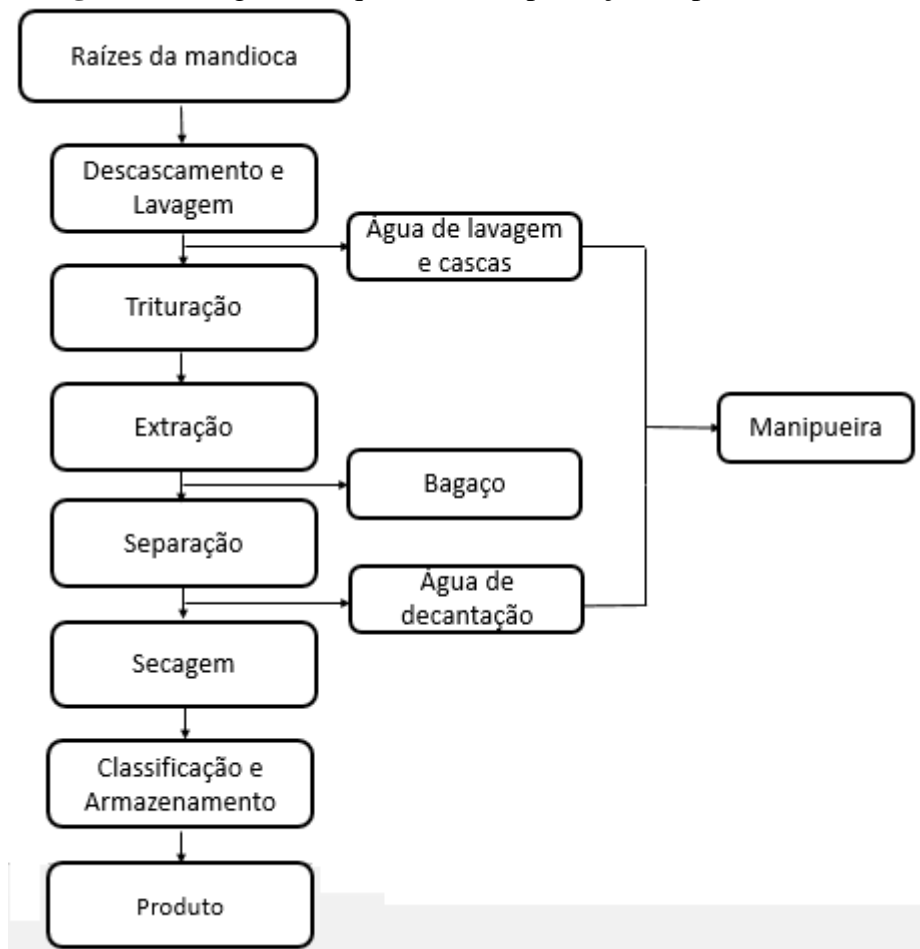 Raízes da mandioca
Descascamento e
Lavagem
Água de lavagem
e cascas
Trituração
Extração
Manipueira
Bagaço
Separação
Água de
decantação
Secagem
Classificação e
Armazenamento
Produto